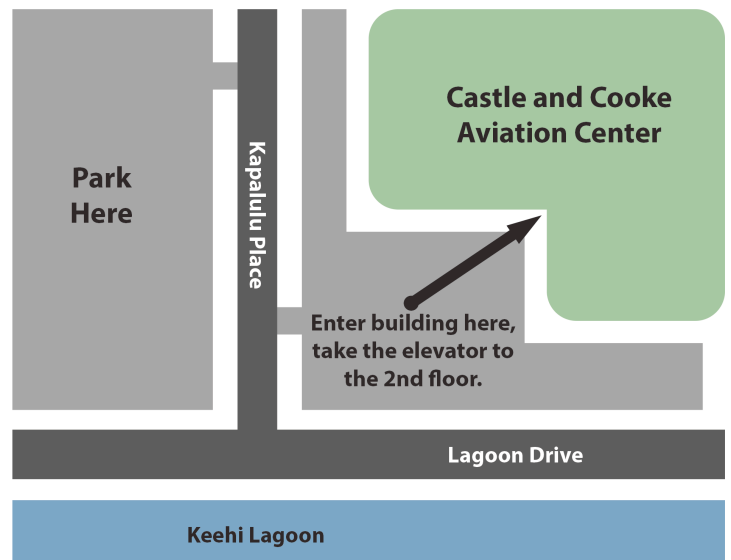 Castle and Cooke
Aviation Center
Park
Here
Kapalulu Place
Enter building here,
take the elevator to
the 2nd floor.
Lagoon Drive
Keehi Lagoon